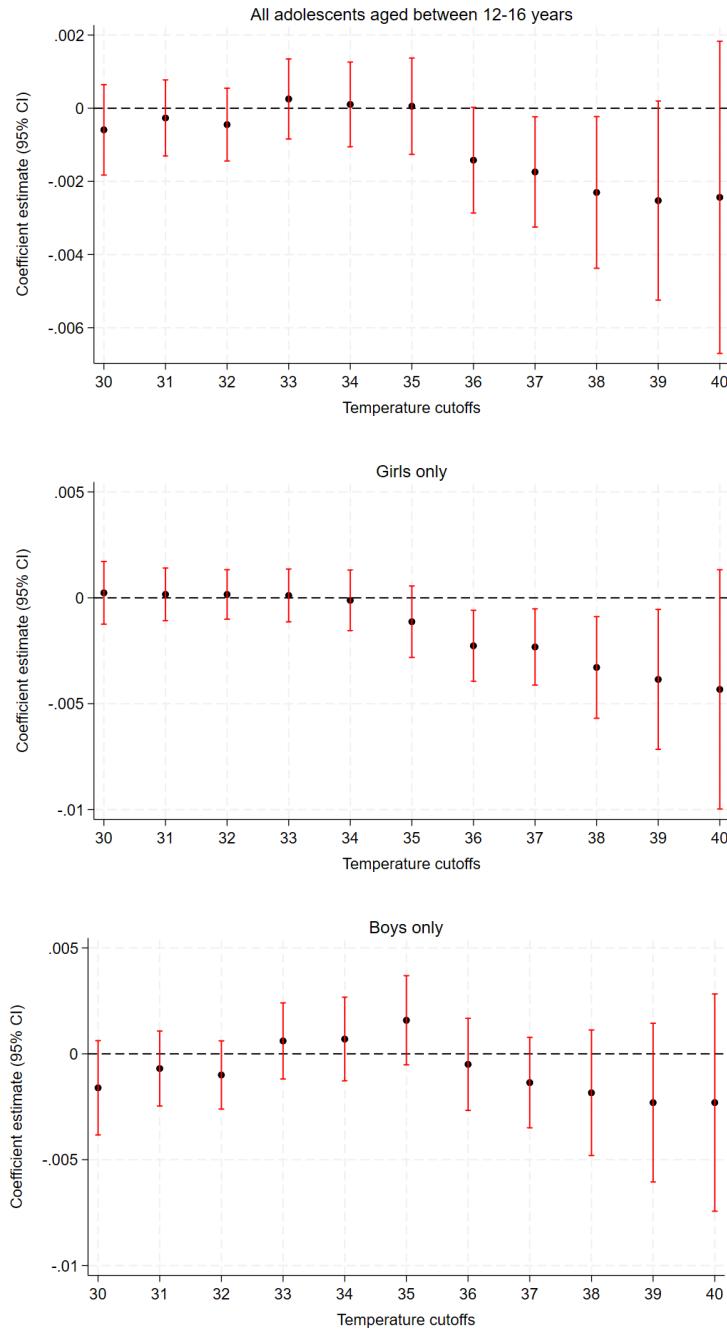 All adolescents aged between 12-16 years
Coefficient estimate (95% CI)
.002
0
-.002
-.004
-.006
30 31 32 33 34 35 36 37 38 39 40
Temperature cutoffs
Girls only
Coefficient estimate (95% CI)
.005
0
-.005
-.01
30 31 32 33 34 35 36 37 38 39 40
Temperature cutoffs
Boys only
Coefficient estimate (95% CI)
.005
0
-.005
-.01
30 31 32 33 34 35 36 37 38 39 40
Temperature cutoffs